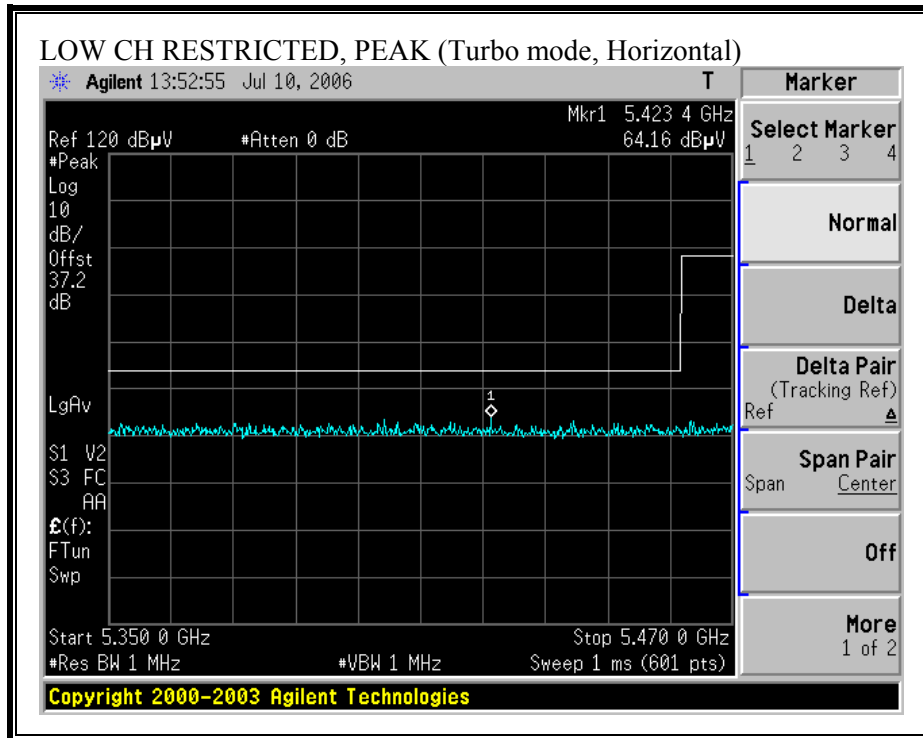 LOW CH RESTRICTED, PEAK (Turbo mode, Horizontal)
Agilent 13:52:55 Jul 10, 2006 T
Mkr1 5.423 4 GHz
Ref 120 dBµV #Atten 0 dB 64.16 dBµV
#Peak
Log
10
dB/
Offst
37.2
dB
1
LgAv
S1 V2
S3 FC
AA
£(f):
FTun
Swp
Start 5.350 0 GHz Stop 5.470 0 GHz
#Res BW 1 MHz #VBW 1 MHz Sweep 1 ms (601 pts)
Copyright 2000-2003 Agilent Technologies
Marker
Select Marker
1 2 3 4
Normal
Delta
Delta Pair
(Tracking Ref)
Ref Δ
Span Pair
Span Center
Off
More
1 of 2